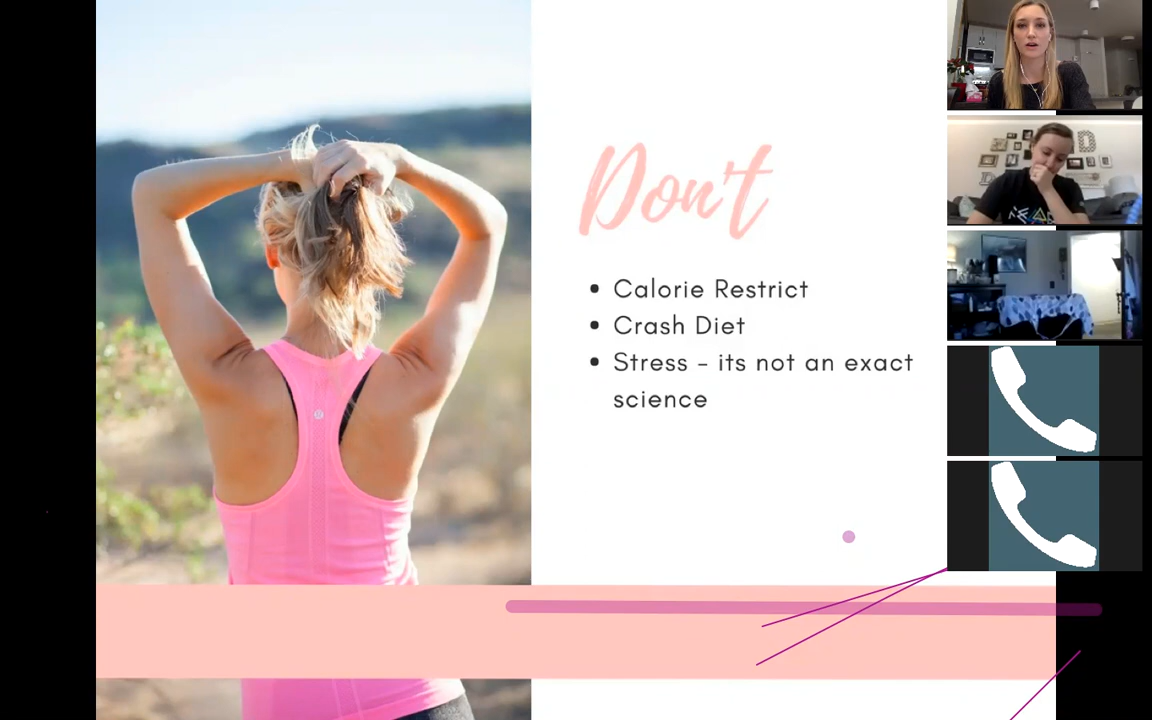 Don't
• Calorie Restrict
• Crash Diet
• Stress - its not an exact
science
D